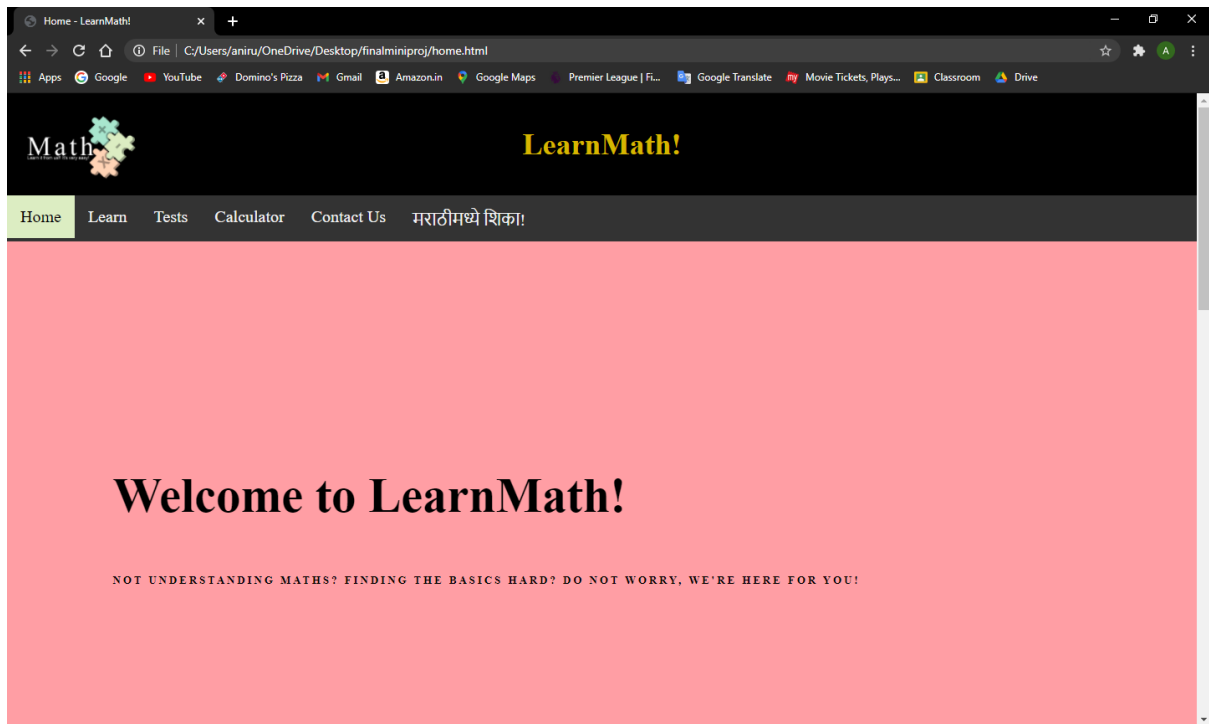 Home - LearnMath!
File | C:/Users/aniru/OneDrive/Desktop/finalminiproj/home.html
A
Apps Google YouTube Domino's Pizza Gmail Amazon.in Google Maps Premier League | Fi... Google Translate my Movie Tickets, Plays... Classroom Drive
Math
LearnMath!
Home Learn Tests Calculator Contact Us मराठीमध्ये शिका!
Welcome to LearnMath!
NOT UNDERSTANDING MATHS? FINDING THE BASICS HARD? DO NOT WORRY, WE'RE HERE FOR YOU!